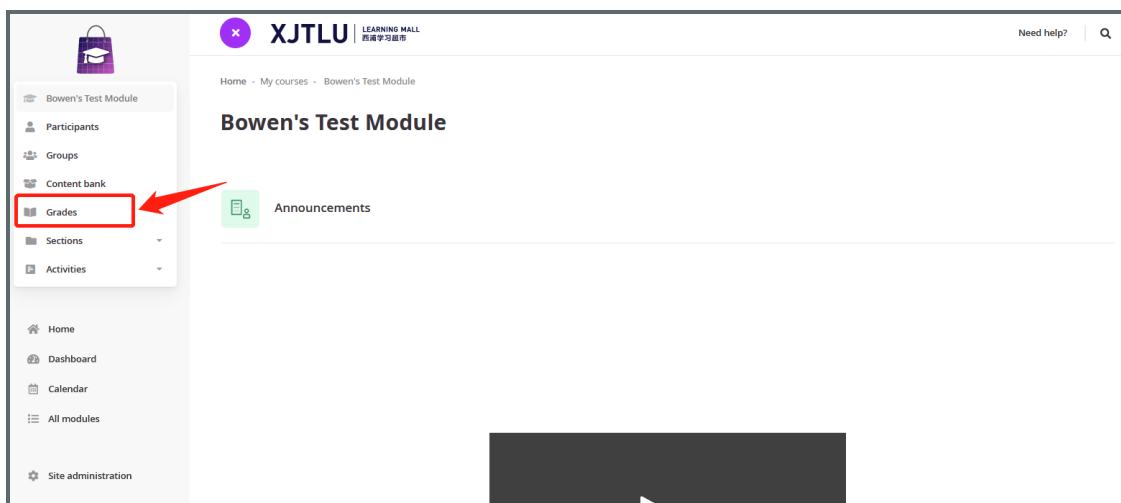 XJTLU
LEARNING MALL
西浦学习超市
Need help?
Bowen's Test Module
Participants
Groups
Content bank
Grades
Sections
Activities
Home
Dashboard
Calendar
All modules
Site administration
Home - My courses - Bowen's Test Module
Bowen's Test Module
Announcements